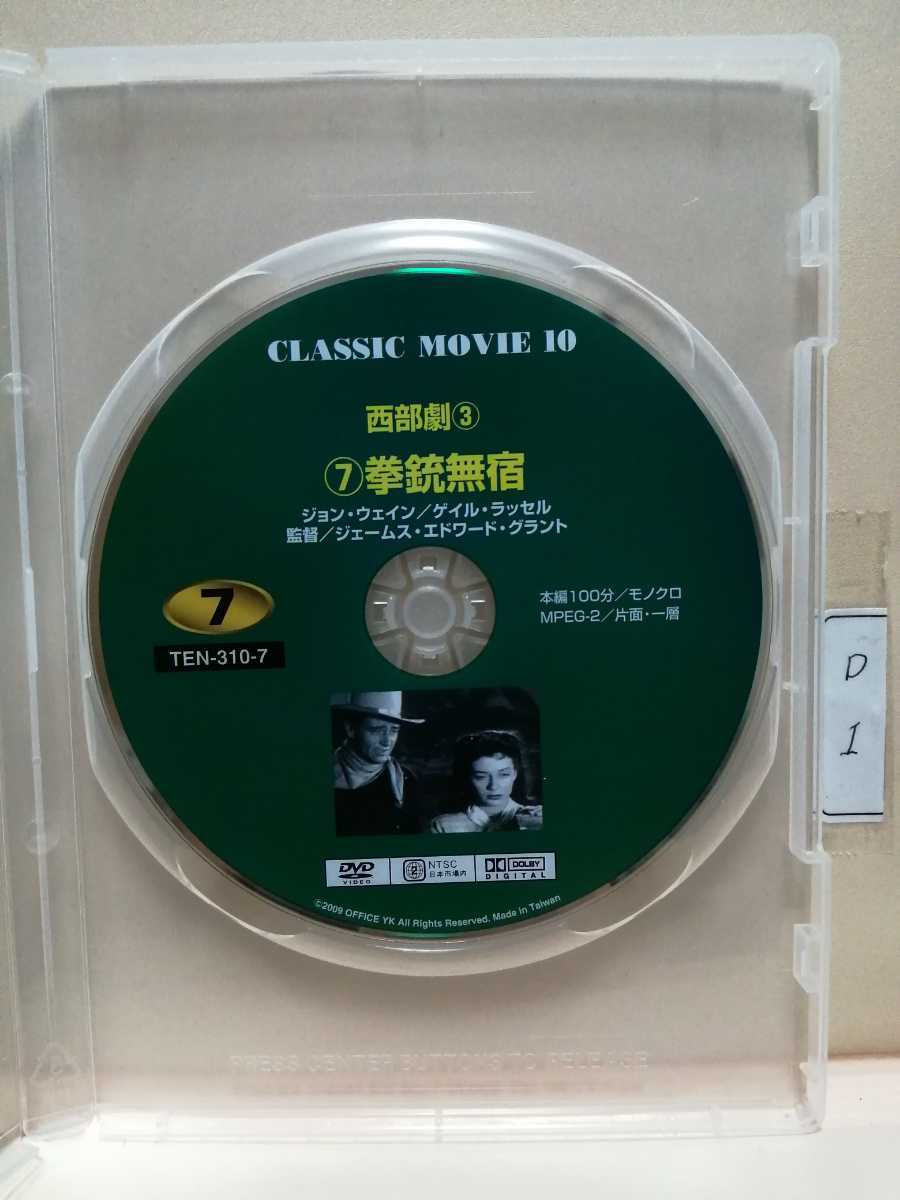 CLASSIC MOVIE 10
西部劇③
⑦拳銃無宿
ジョン・ウェイン／ゲイル・ラッセル
監督／ジェームス・エドワード・グラント
7
TEN-310-7
本編100分／モノクロ
MPEG-2／片面・一層
DVD
VIDEO
2
NTSC
日本市場内
DOLBY
DIGITAL
©2009 OFFICE YK All Rights Reserved. Made in Taiwan
D
1
PRESS CENTER BUTTONS TO RELEASE